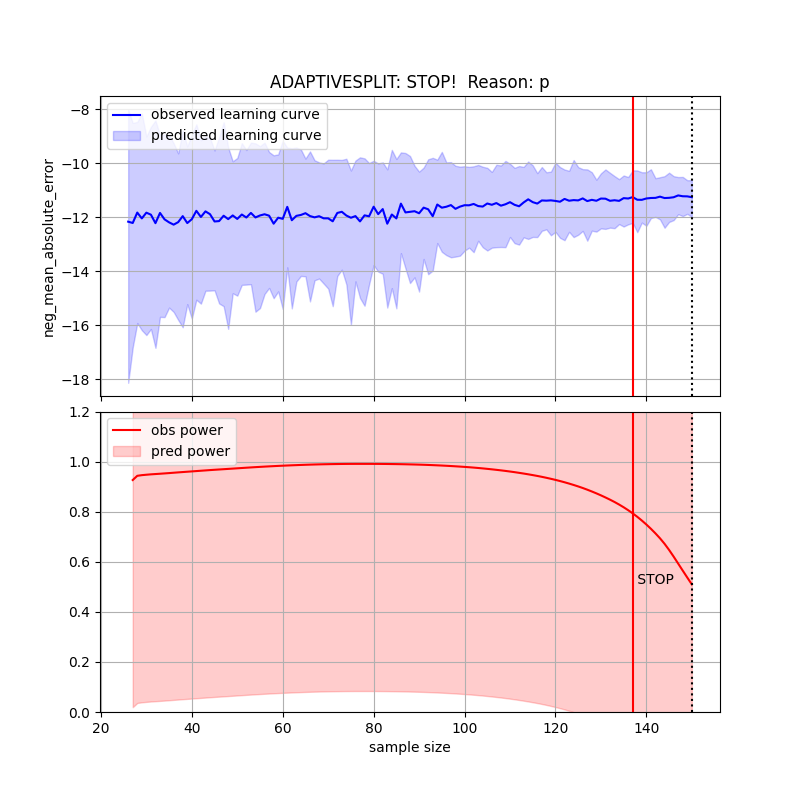 ADAPTIVESPLIT: STOP!  Reason: p
observed learning curve
predicted learning curve
neg_mean_absolute_error
−8
−10
−12
−14
−16
−18
obs power
pred power
STOP
1.2
1.0
0.8
0.6
0.4
0.2
0.0
20 40 60 80 100 120 140
sample size